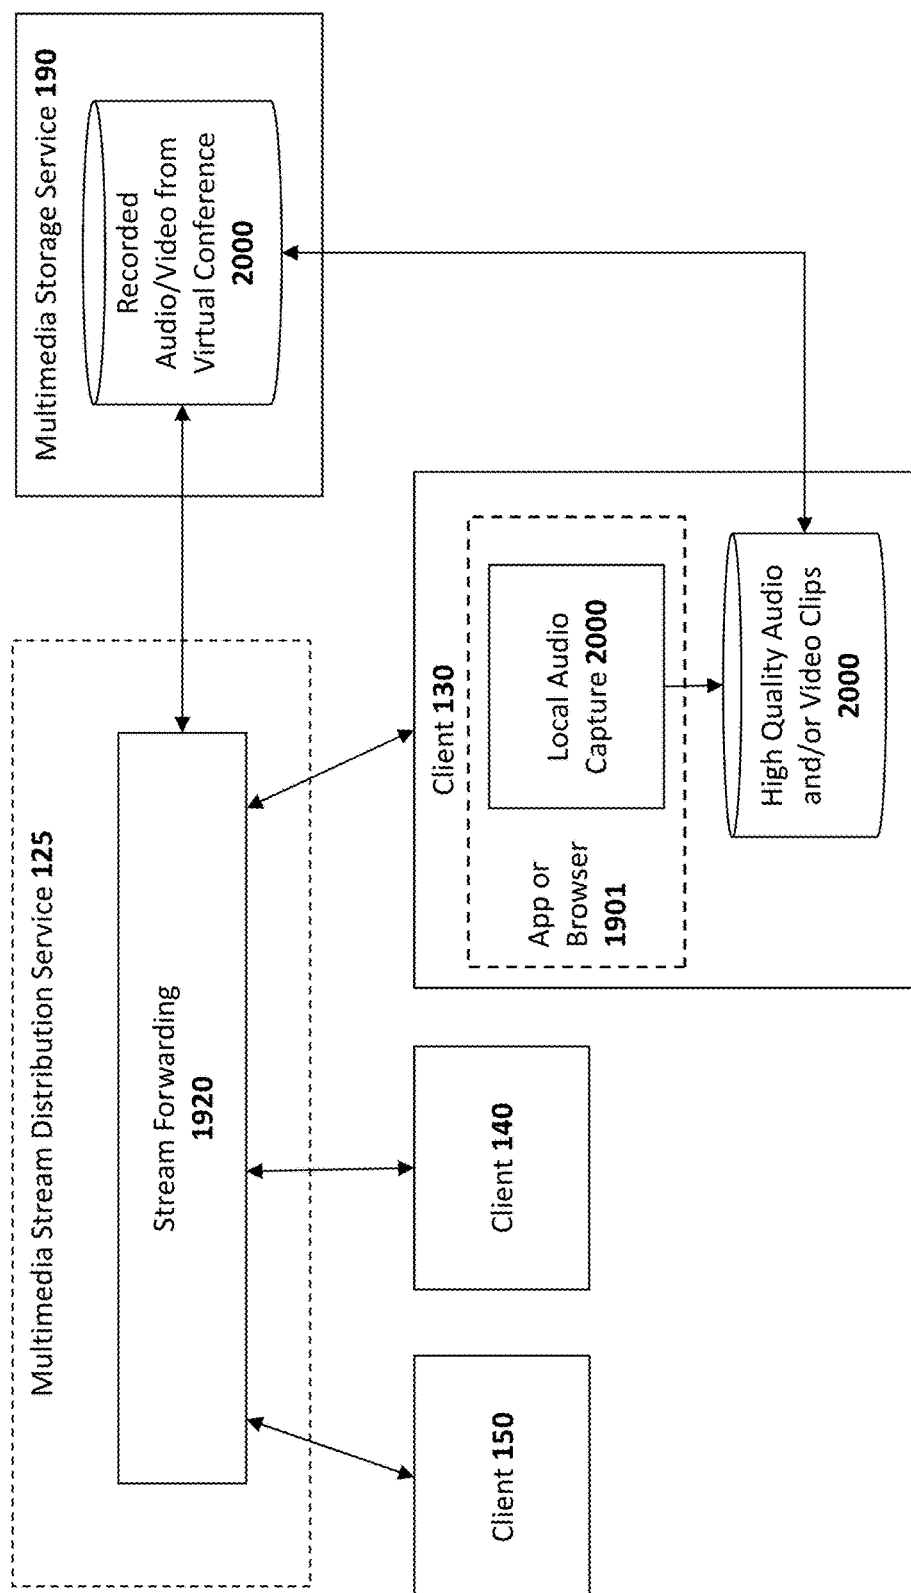 Multimedia Stream Distribution Service 125
Stream Forwarding
1920
Multimedia Storage Service 190
Recorded
Audio/Video from
Virtual Conference
2000
Client 150
Client 140
Client 130
App or
Browser
1901
Local Audio
Capture 2000
High Quality Audio
and/or Video Clips
2000